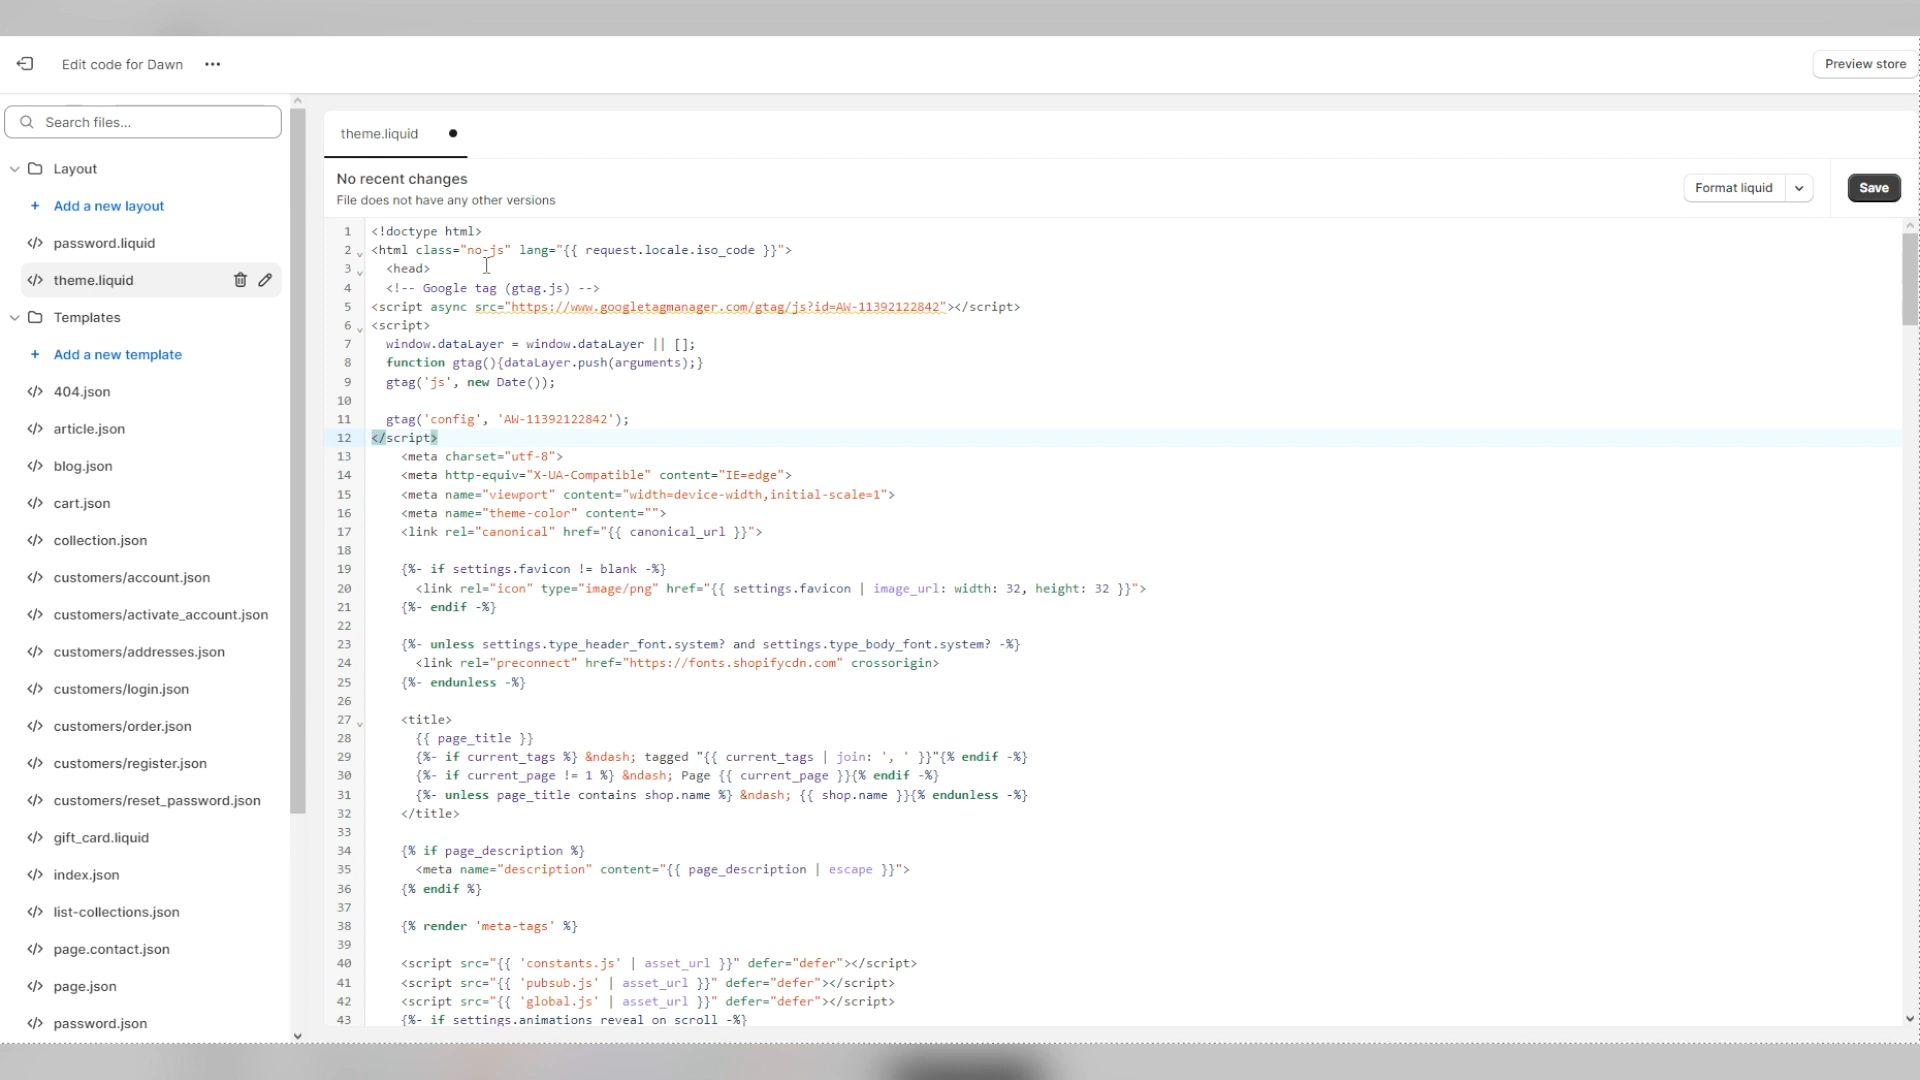 Edit code for Dawn
Preview store
Search files...
Layout
+ Add a new layout
</> password.liquid
</> theme.liquid
Templates
+ Add a new template
</> 404.json
</> article.json
</> blog.json
</> cart.json
</> collection.json
</> customers/account.json
</> customers/activate_account.json
</> customers/addresses.json
</> customers/login.json
</> customers/order.json
</> customers/register.json
</> customers/reset_password.json
</> gift_card.liquid
</> index.json
</> list-collections.json
</> page.contact.json
</> page.json
</> password.json
theme.liquid
No recent changes
File does not have any other versions
Format liquid
Save
1 <!doctype html>
2 <html class="no-js" lang="{{ request.locale.iso_code }}">
3 <head>
4 <!-- Google tag (gtag.js) -->
5 <script async src="https://www.googletagmanager.com/gtag/js?id=AW-11392122842"></script>
6 <script>
7 window.dataLayer = window.dataLayer || [];
8 function gtag(){dataLayer.push(arguments);}
9 gtag('js', new Date());
10
11 gtag('config', 'AW-11392122842');
12 </script>
13 <meta charset="utf-8">
14 <meta http-equiv="X-UA-Compatible" content="IE=edge">
15 <meta name="viewport" content="width=device-width,initial-scale=1">
16 <meta name="theme-color" content="">
17 <link rel="canonical" href="{{ canonical_url }}">
18
19 {%- if settings.favicon != blank -%}
20 <link rel="icon" type="image/png" href="{{ settings.favicon | image_url: width: 32, height: 32 }}">
21 {%- endif -%}
22
23 {%- unless settings.type_header_font.system? and settings.type_body_font.system? -%}
24 <link rel="preconnect" href="https://fonts.shopifycdn.com" crossorigin>
25 {%- endunless -%}
26
27 <title>
28 {{ page_title }}
29 {%- if current_tags %} &ndash; tagged "{{ current_tags | join: ', ' }}"{% endif -%}
30 {%- if current_page != 1 %} &ndash; Page {{ current_page }}{% endif -%}
31 {%- unless page_title contains shop.name %} &ndash; {{ shop.name }}{% endunless -%}
32 </title>
33
34 {% if page_description %}
35 <meta name="description" content="{{ page_description | escape }}">
36 {% endif %}
37
38 {% render 'meta-tags' %}
39
40 <script src="{{ 'constants.js' | asset_url }}" defer="defer"></script>
41 <script src="{{ 'pubsub.js' | asset_url }}" defer="defer"></script>
42 <script src="{{ 'global.js' | asset_url }}" defer="defer"></script>
43 {%- if settings.animations_reveal_on_scroll -%}